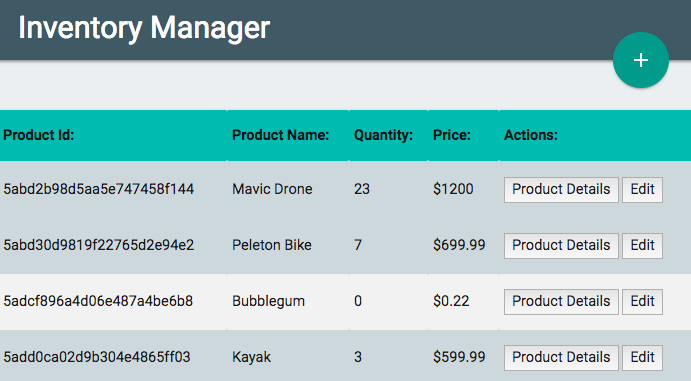 Inventory Manager
+
Product Id: Product Name: Quantity: Price: Actions:
5abd2b98d5aa5e747458f144 Mavic Drone 23 $1200 Product Details Edit
5abd30d9819f22765d2e94e2 Peleton Bike 7 $699.99 Product Details Edit
5adcf896a4d06e487a4be6b8 Bubblegum 0 $0.22 Product Details Edit
5add0ca02d9b304e4865ff03 Kayak 3 $599.99 Product Details Edit